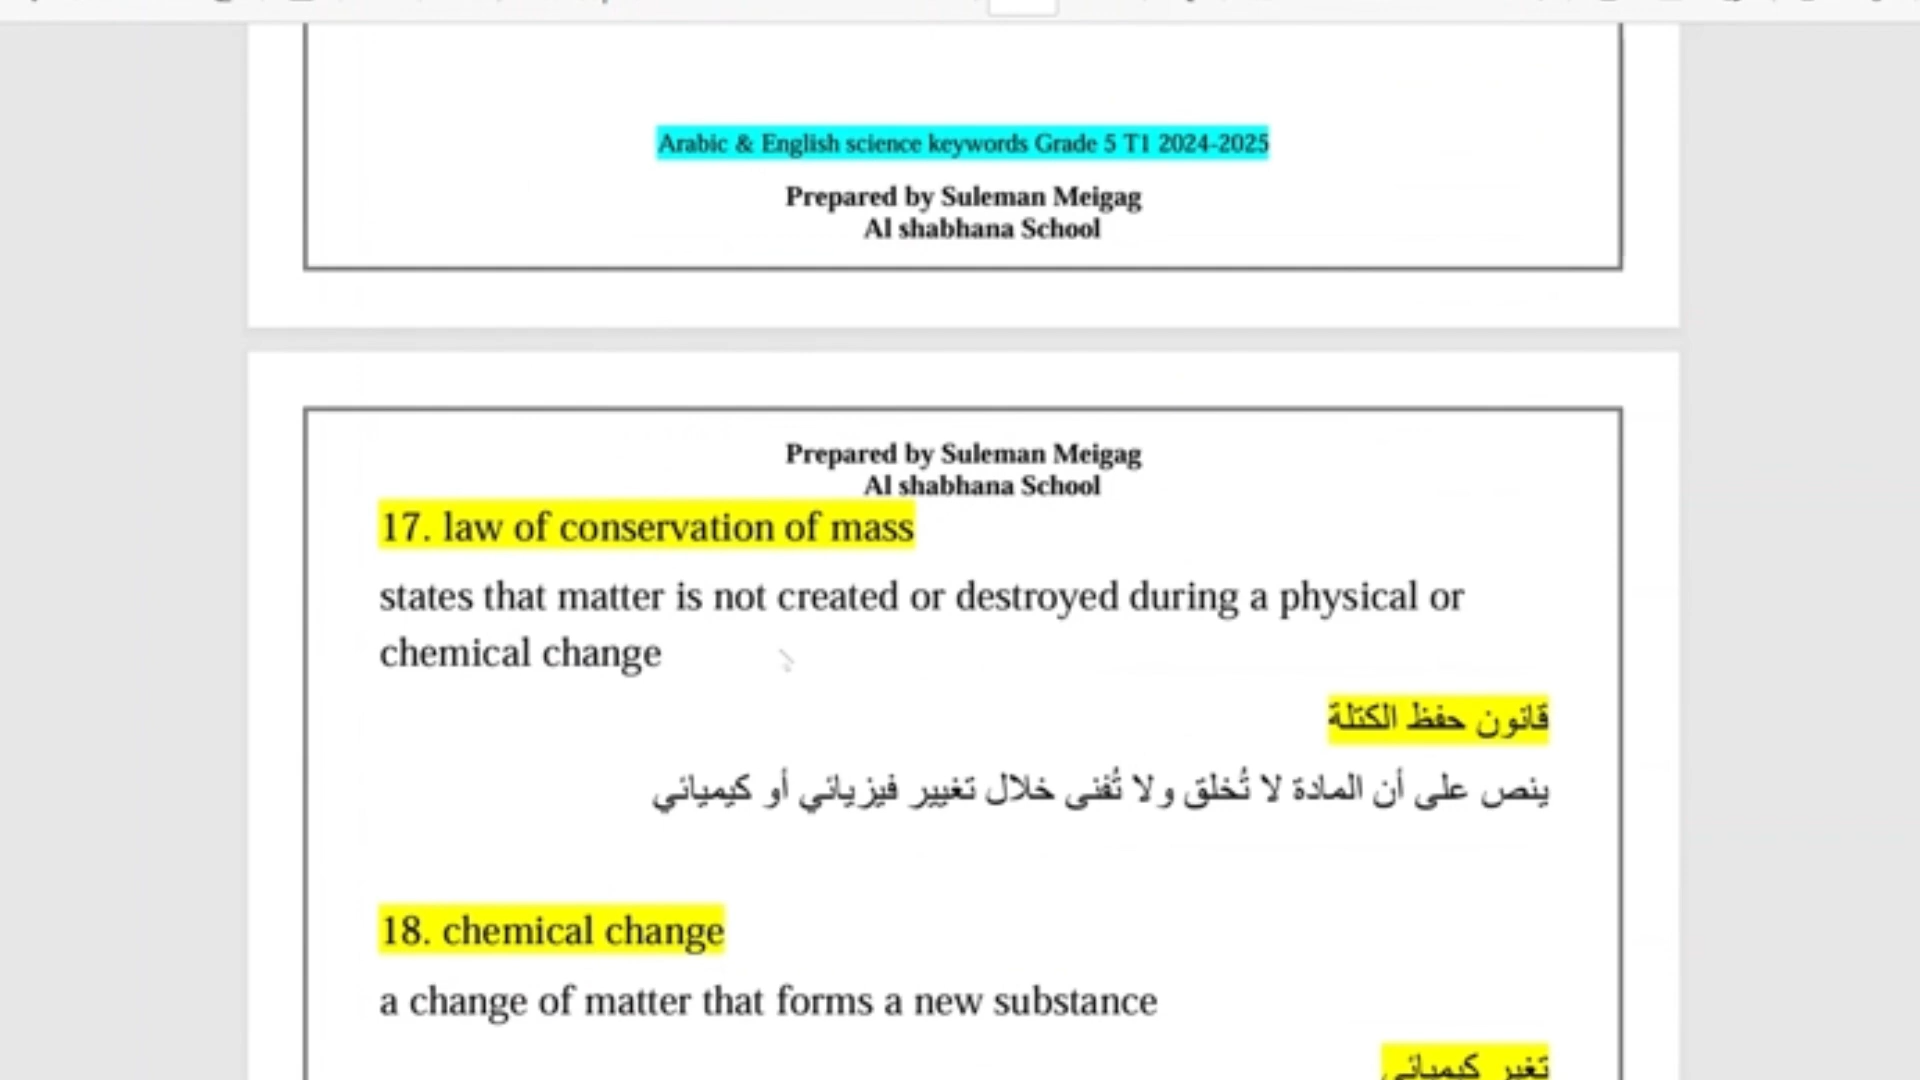 Arabic & English science keywords Grade 5 T1 2024-2025
Prepared by Suleman Meigag
Al shabhana School
Prepared by Suleman Meigag
Al shabhana School
17. law of conservation of mass
states that matter is not created or destroyed during a physical or
chemical change
قانون حفظ الكتلة
ينص على أن المادة لا تُخلق ولا تُفنى خلال تغيير فيزيائي أو كيميائي
18. chemical change
a change of matter that forms a new substance
تغير كيميائي